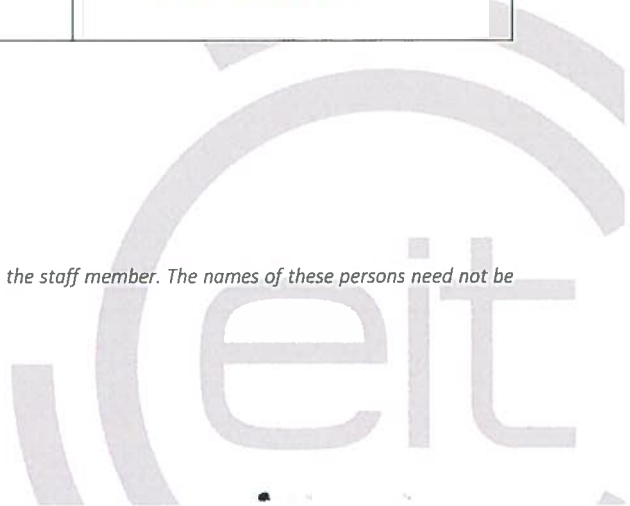 the staff member. The names of these persons need not be
eit